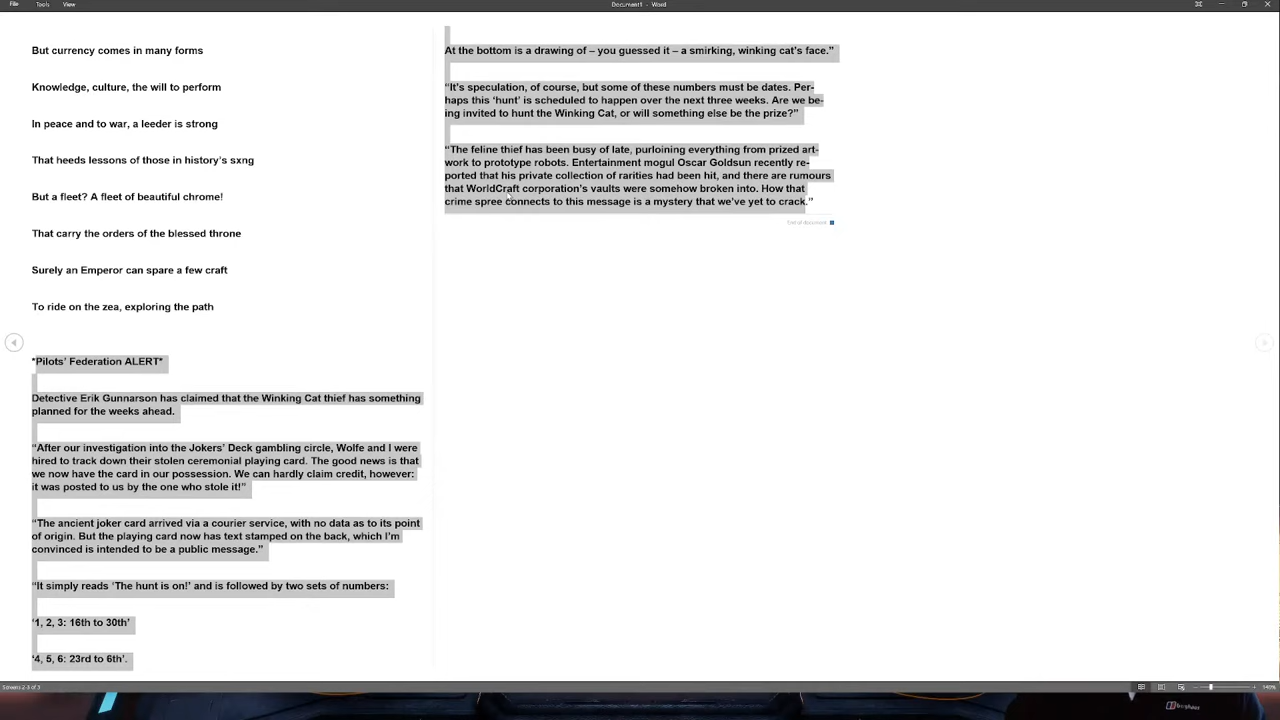 File Tools View
Document1 - Word
But currency comes in many forms
Knowledge, culture, the will to perform
In peace and to war, a leeder is strong
That heeds lessons of those in history's sxng
But a fleet? A fleet of beautiful chrome!
That carry the orders of the blessed throne
Surely an Emperor can spare a few craft
To ride on the zea, exploring the path
*Pilots' Federation ALERT*
Detective Erik Gunnarson has claimed that the Winking Cat thief has something
planned for the weeks ahead.
“After our investigation into the Jokers' Deck gambling circle, Wolfe and I were
hired to track down their stolen ceremonial playing card. The good news is that
we now have the card in our possession. We can hardly claim credit, however:
it was posted to us by the one who stole it!”
“The ancient joker card arrived via a courier service, with no data as to its point
of origin. But the playing card now has text stamped on the back, which I'm
convinced is intended to be a public message.”
“It simply reads ‘The hunt is on!’ and is followed by two sets of numbers:
‘1, 2, 3: 16th to 30th’
‘4, 5, 6: 23rd to 6th’.
At the bottom is a drawing of – you guessed it – a smirking, winking cat's face.”
“It's speculation, of course, but some of these numbers must be dates. Per-
haps this ‘hunt’ is scheduled to happen over the next three weeks. Are we be-
ing invited to hunt the Winking Cat, or will something else be the prize?”
“The feline thief has been busy of late, purloining everything from prized art-
work to prototype robots. Entertainment mogul Oscar Goldsun recently re-
ported that his private collection of rarities had been hit, and there are rumours
that WorldCraft corporation's vaults were somehow broken into. How that
crime spree connects to this message is a mystery that we've yet to crack.”
End of document
Screens 2-3 of 3
140%